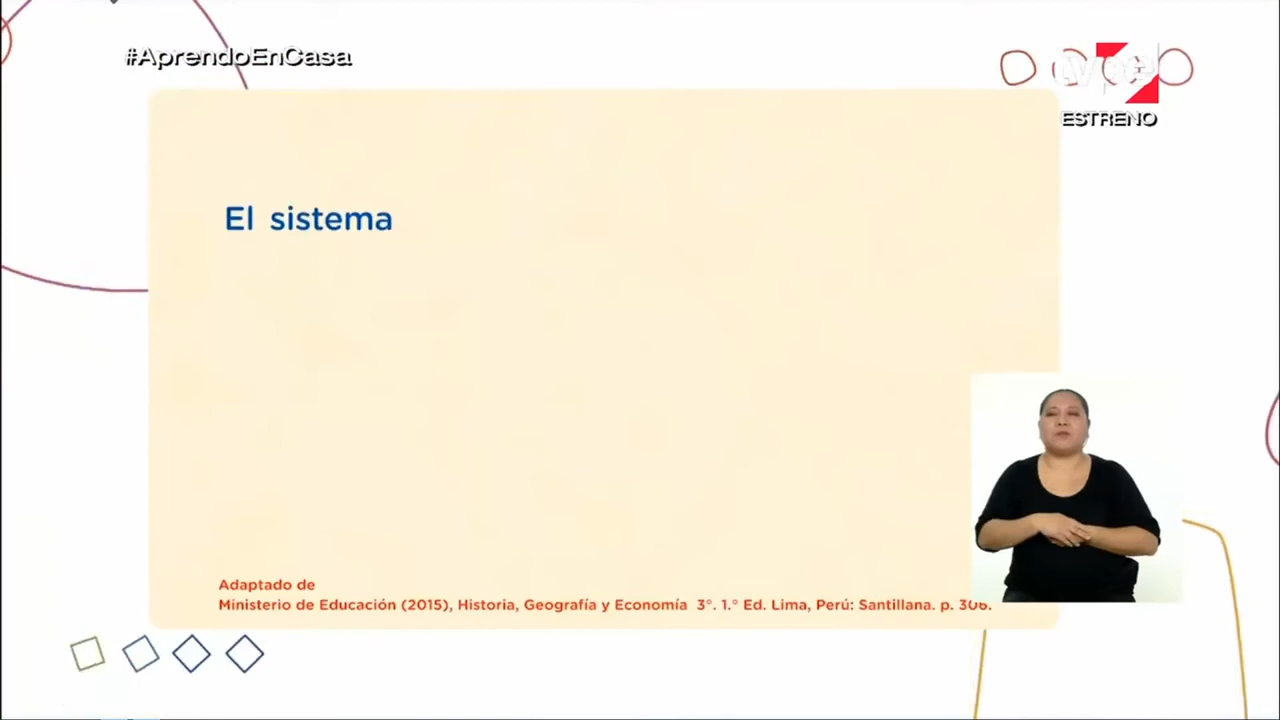 #AprendoEnCasa
tvpe
ESTRENO
El sistema
Adaptado de
Ministerio de Educación (2015), Historia, Geografía y Economía 3°. 1.° Ed. Lima, Perú: Santillana. p. 306.